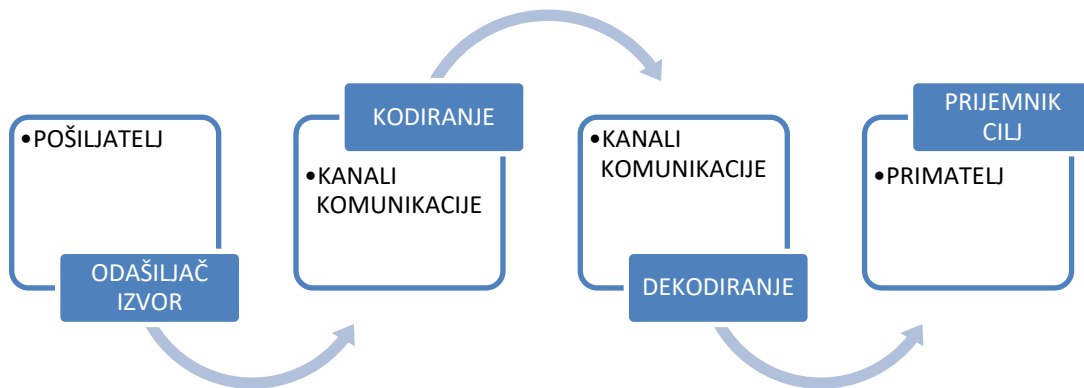 •POŠILJATELJ
ODAŠILJAČ
IZVOR
KODIRANJE
•KANALI
KOMUNIKACIJE
•KANALI
KOMUNIKACIJE
DEKODIRANJE
PRIJEMNIK
CILJ
•PRIMATELJ